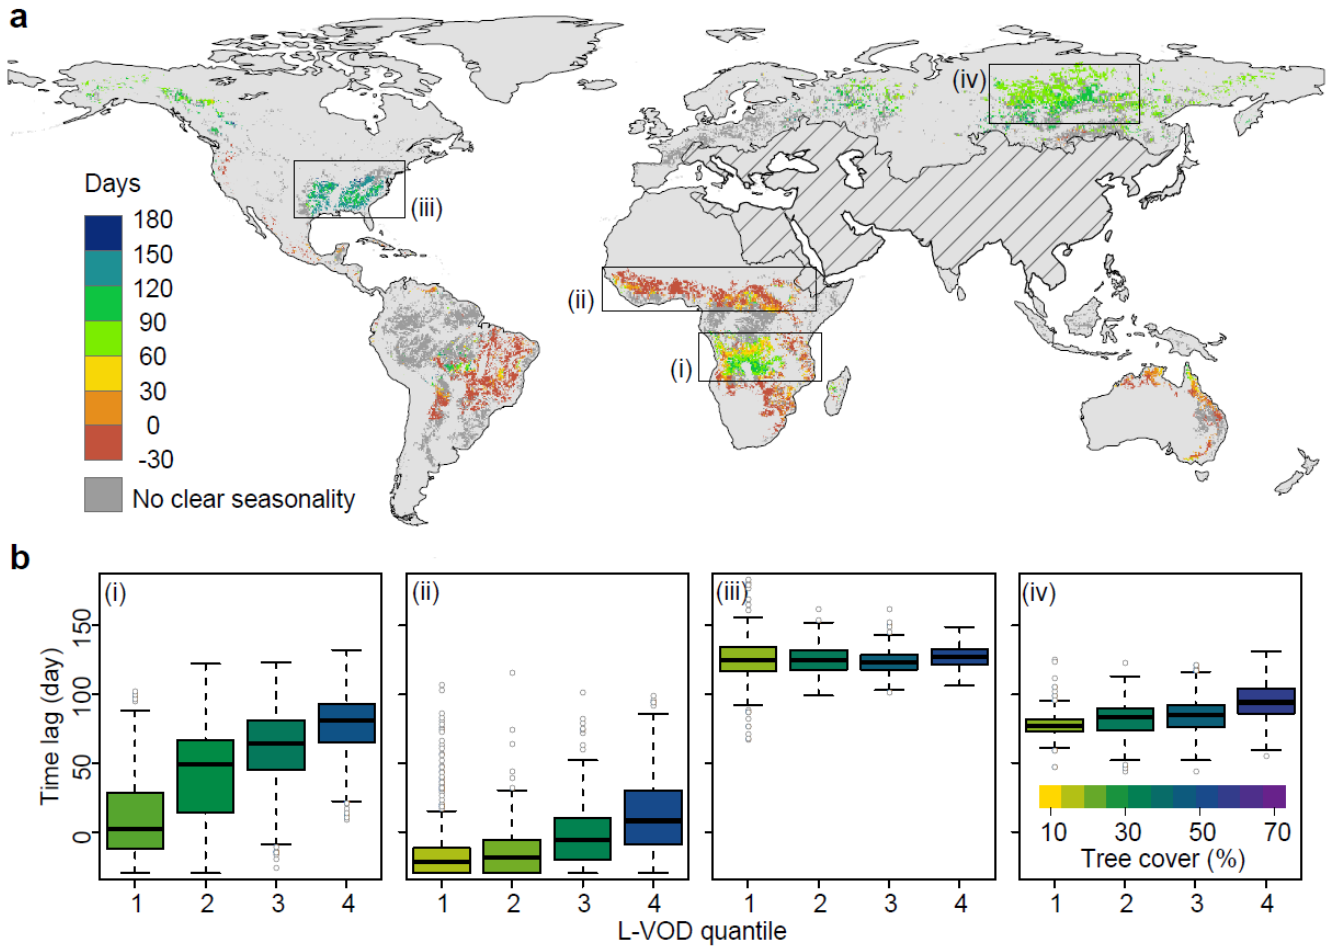 a
(iv)
(iii)
(ii)
(i)
Days
180
150
120
90
60
30
0
-30
No clear seasonality
b
(i)
(ii)
(iii)
(iv)
Time lag (day)
150
100
50
0
10 30 50 70
Tree cover (%)
1 2 3 4 1 2 3 4 1 2 3 4 1 2 3 4
L-VOD quantile